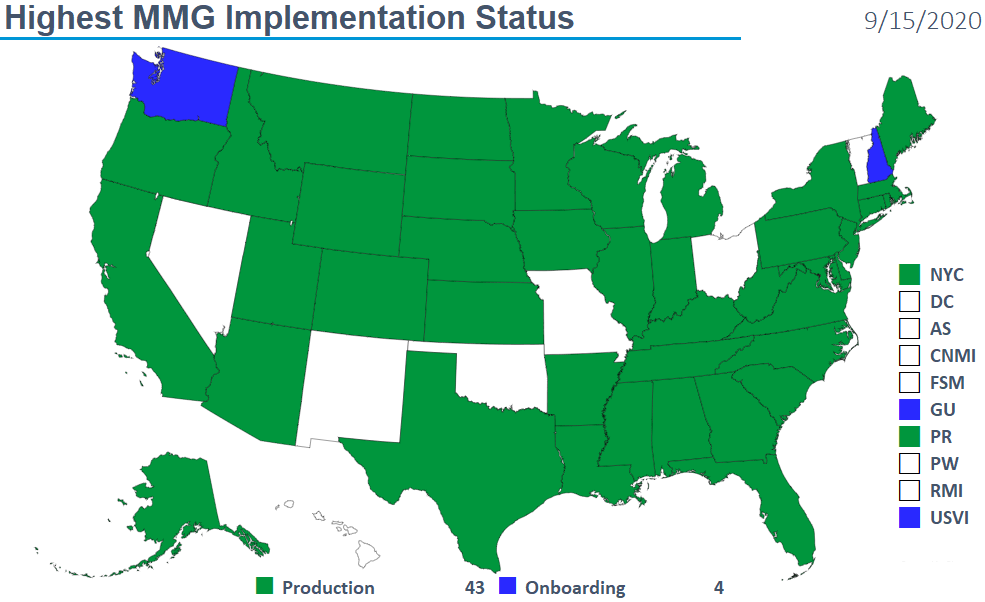 Highest MMG Implementation Status
9/15/2020
NYC
DC
AS
CNMI
FSM
GU
PR
PW
RMI
USVI
Production 43 Onboarding 4